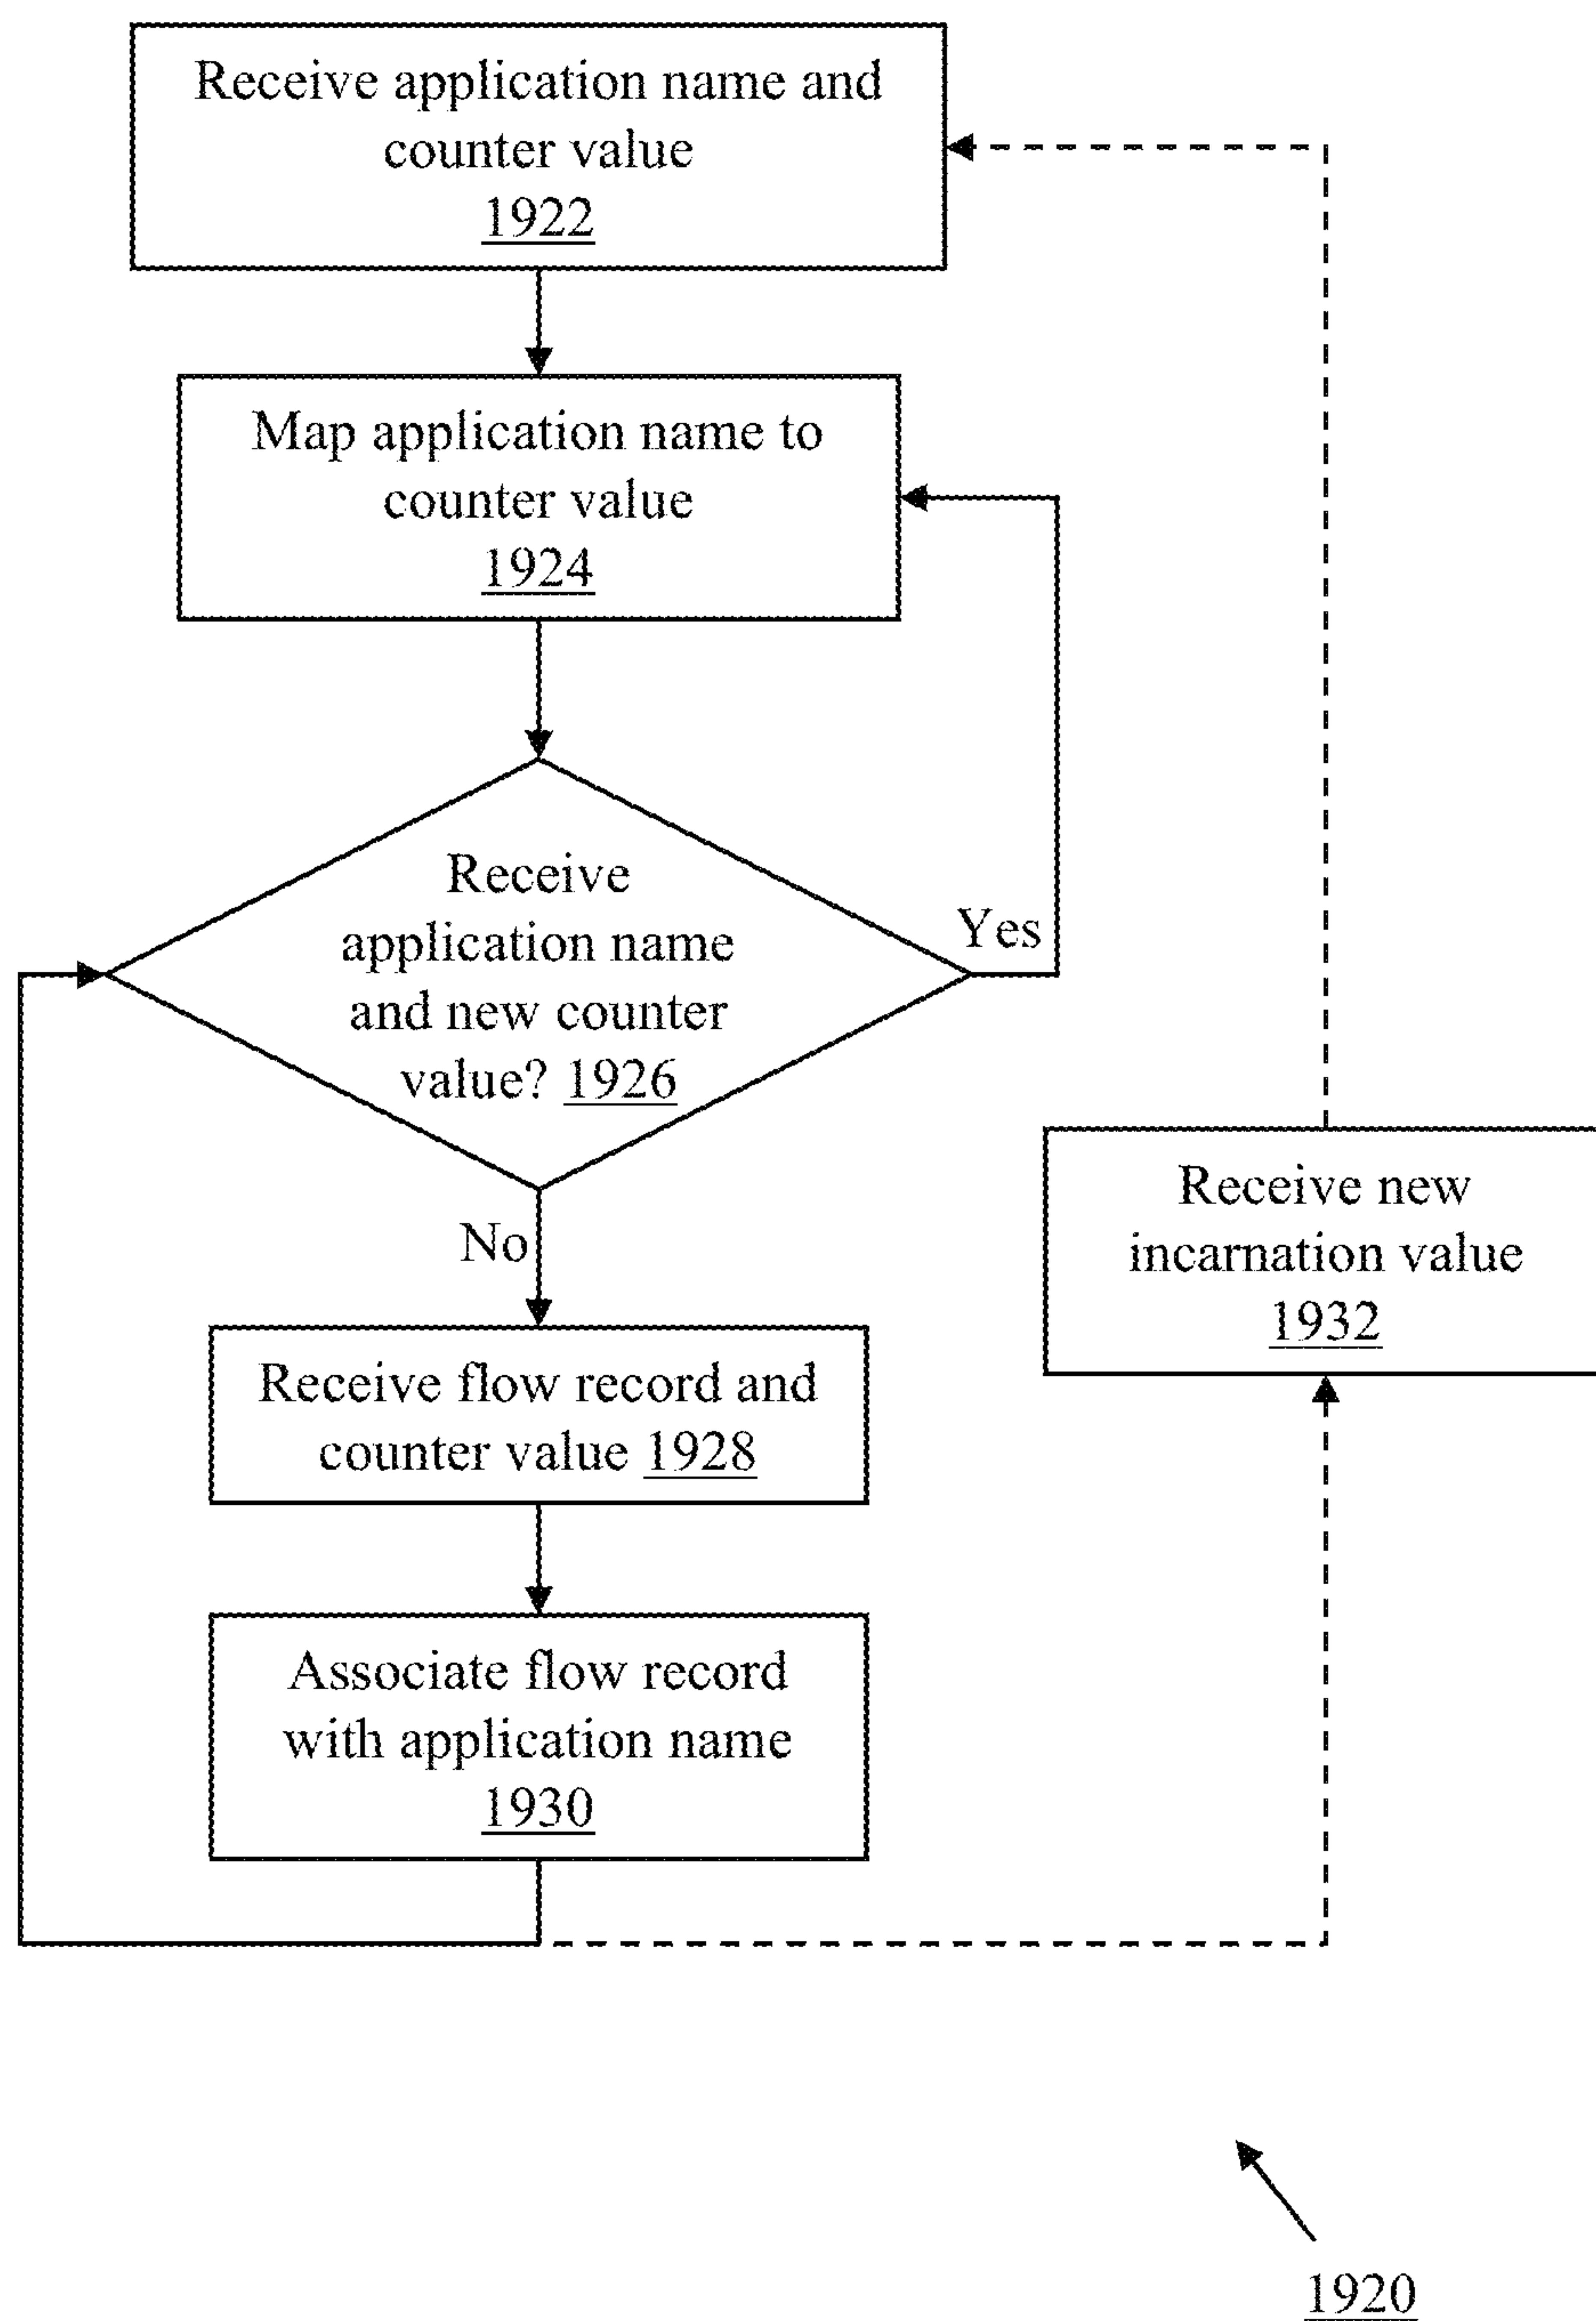 Receive application name and
counter value
1922
Map application name to
counter value
1924
Receive
application name
and new counter
value? 1926
Yes
No
Receive new
incarnation value
1932
Receive flow record and
counter value 1928
Associate flow record
with application name
1930
1920